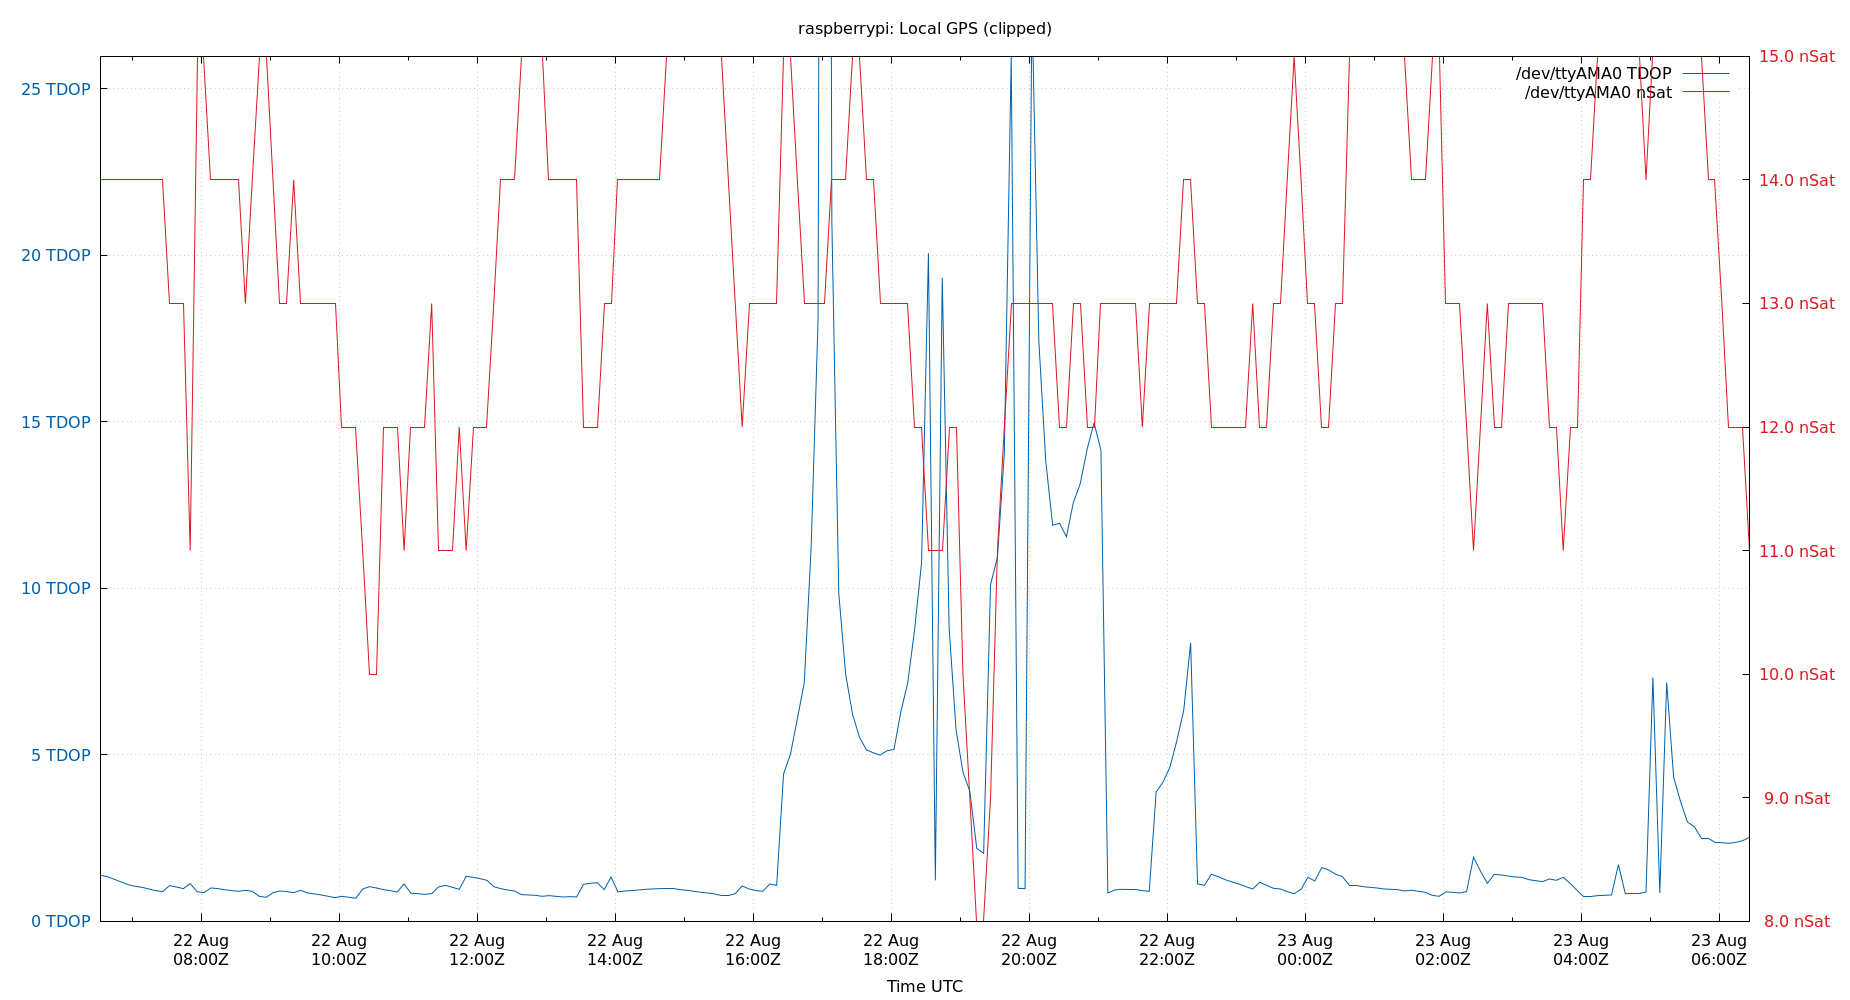 raspberrypi: Local GPS (clipped)
/dev/ttyAMA0 TDOP
/dev/ttyAMA0 nSat
25 TDOP
20 TDOP
15 TDOP
10 TDOP
5 TDOP
0 TDOP
15.0 nSat
14.0 nSat
13.0 nSat
12.0 nSat
11.0 nSat
10.0 nSat
9.0 nSat
8.0 nSat
22 Aug
08:00Z
22 Aug
10:00Z
22 Aug
12:00Z
22 Aug
14:00Z
22 Aug
16:00Z
22 Aug
18:00Z
22 Aug
20:00Z
22 Aug
22:00Z
23 Aug
00:00Z
23 Aug
02:00Z
23 Aug
04:00Z
23 Aug
06:00Z
Time UTC